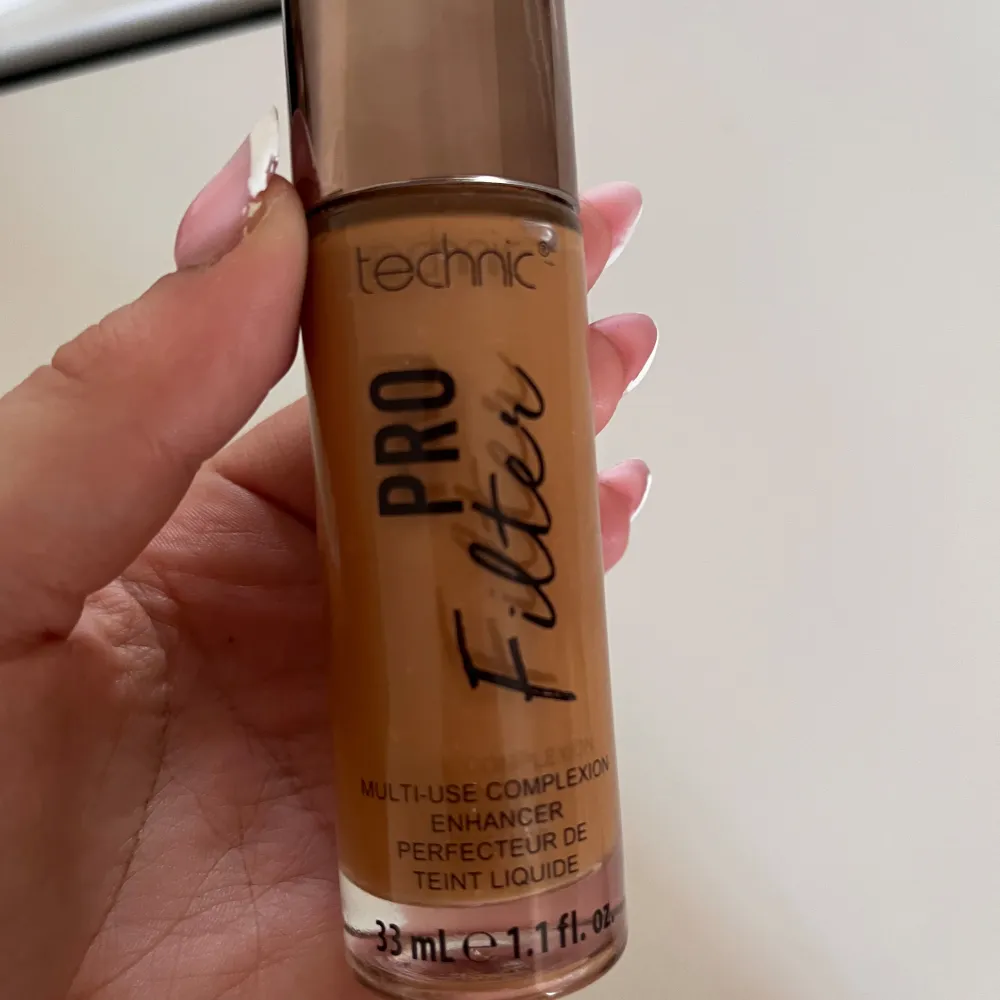 technic®
PRO
Filter
MULTI-USE COMPLEXION
ENHANCER
PERFECTEUR DE
TEINT LIQUIDE
33 mL ℮ 1.1 fl. oz.